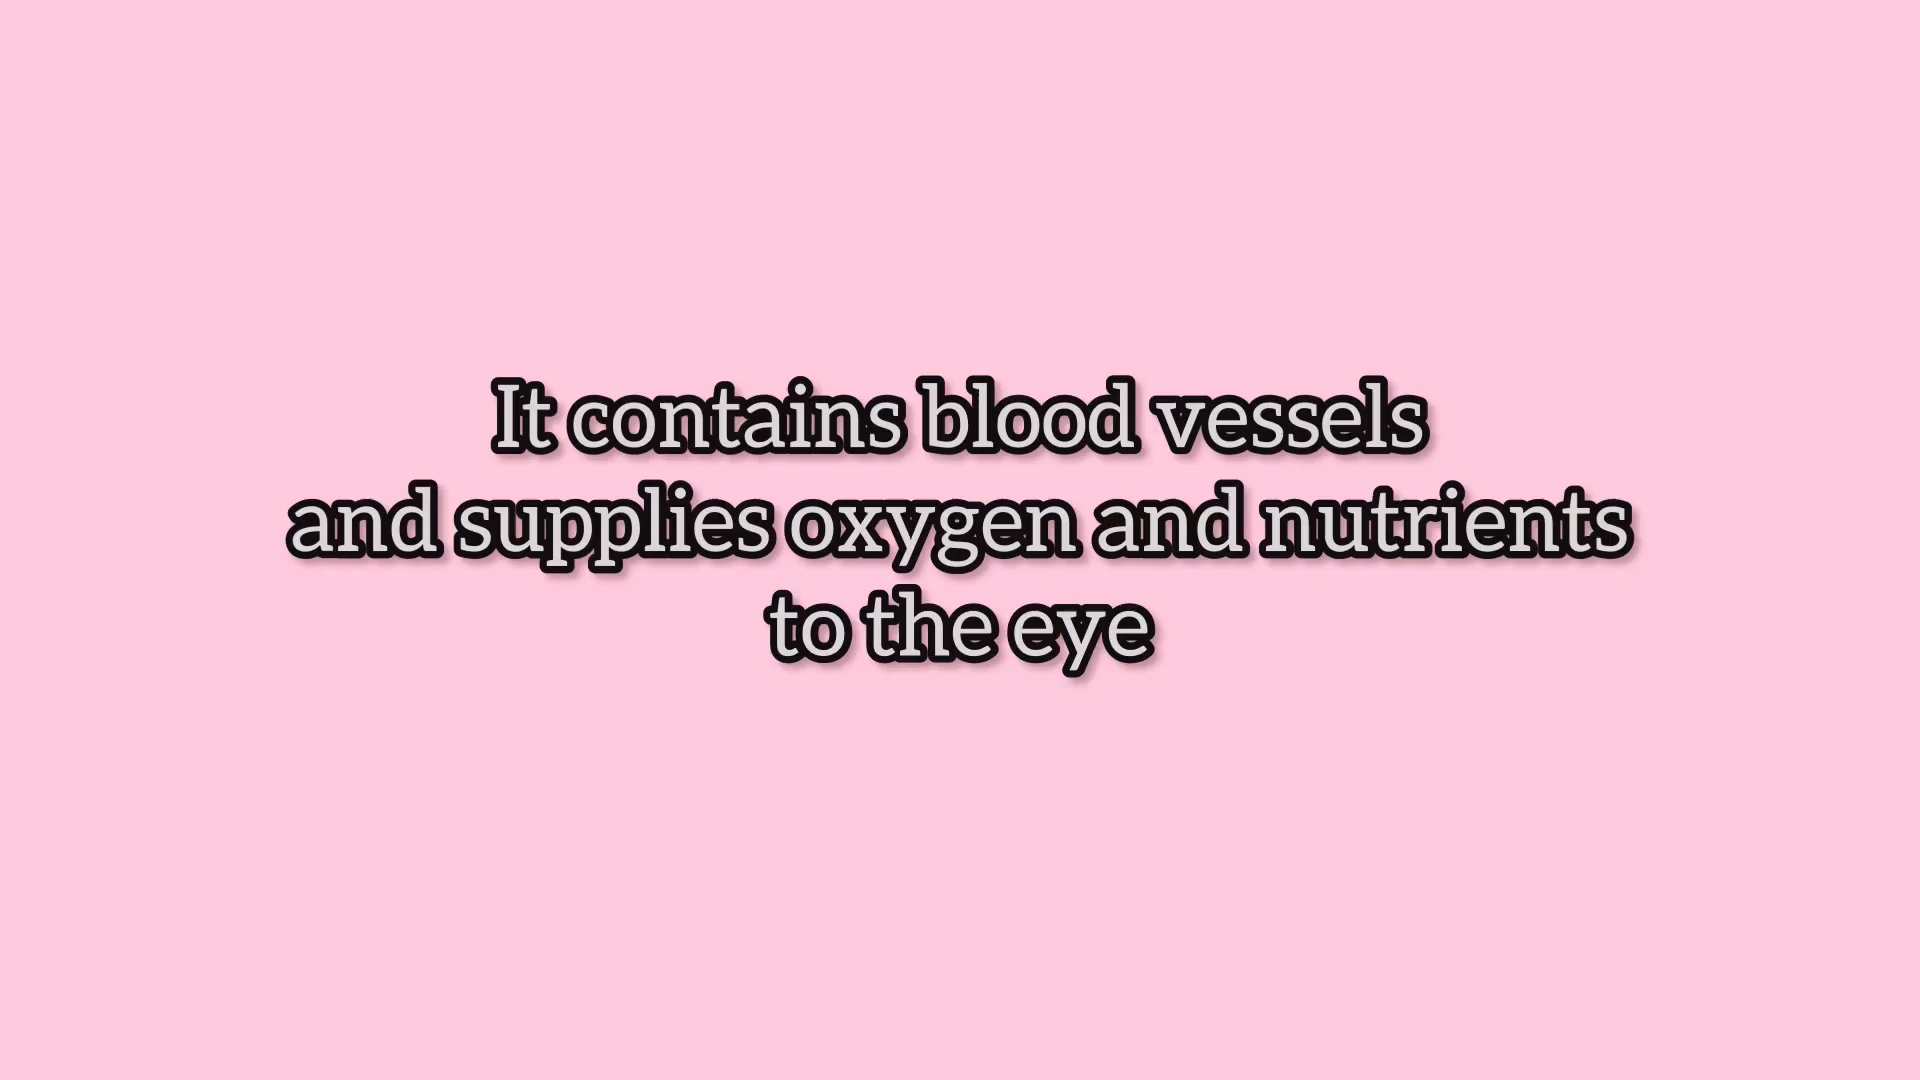 It contains blood vessels
and supplies oxygen and nutrients
to the eye